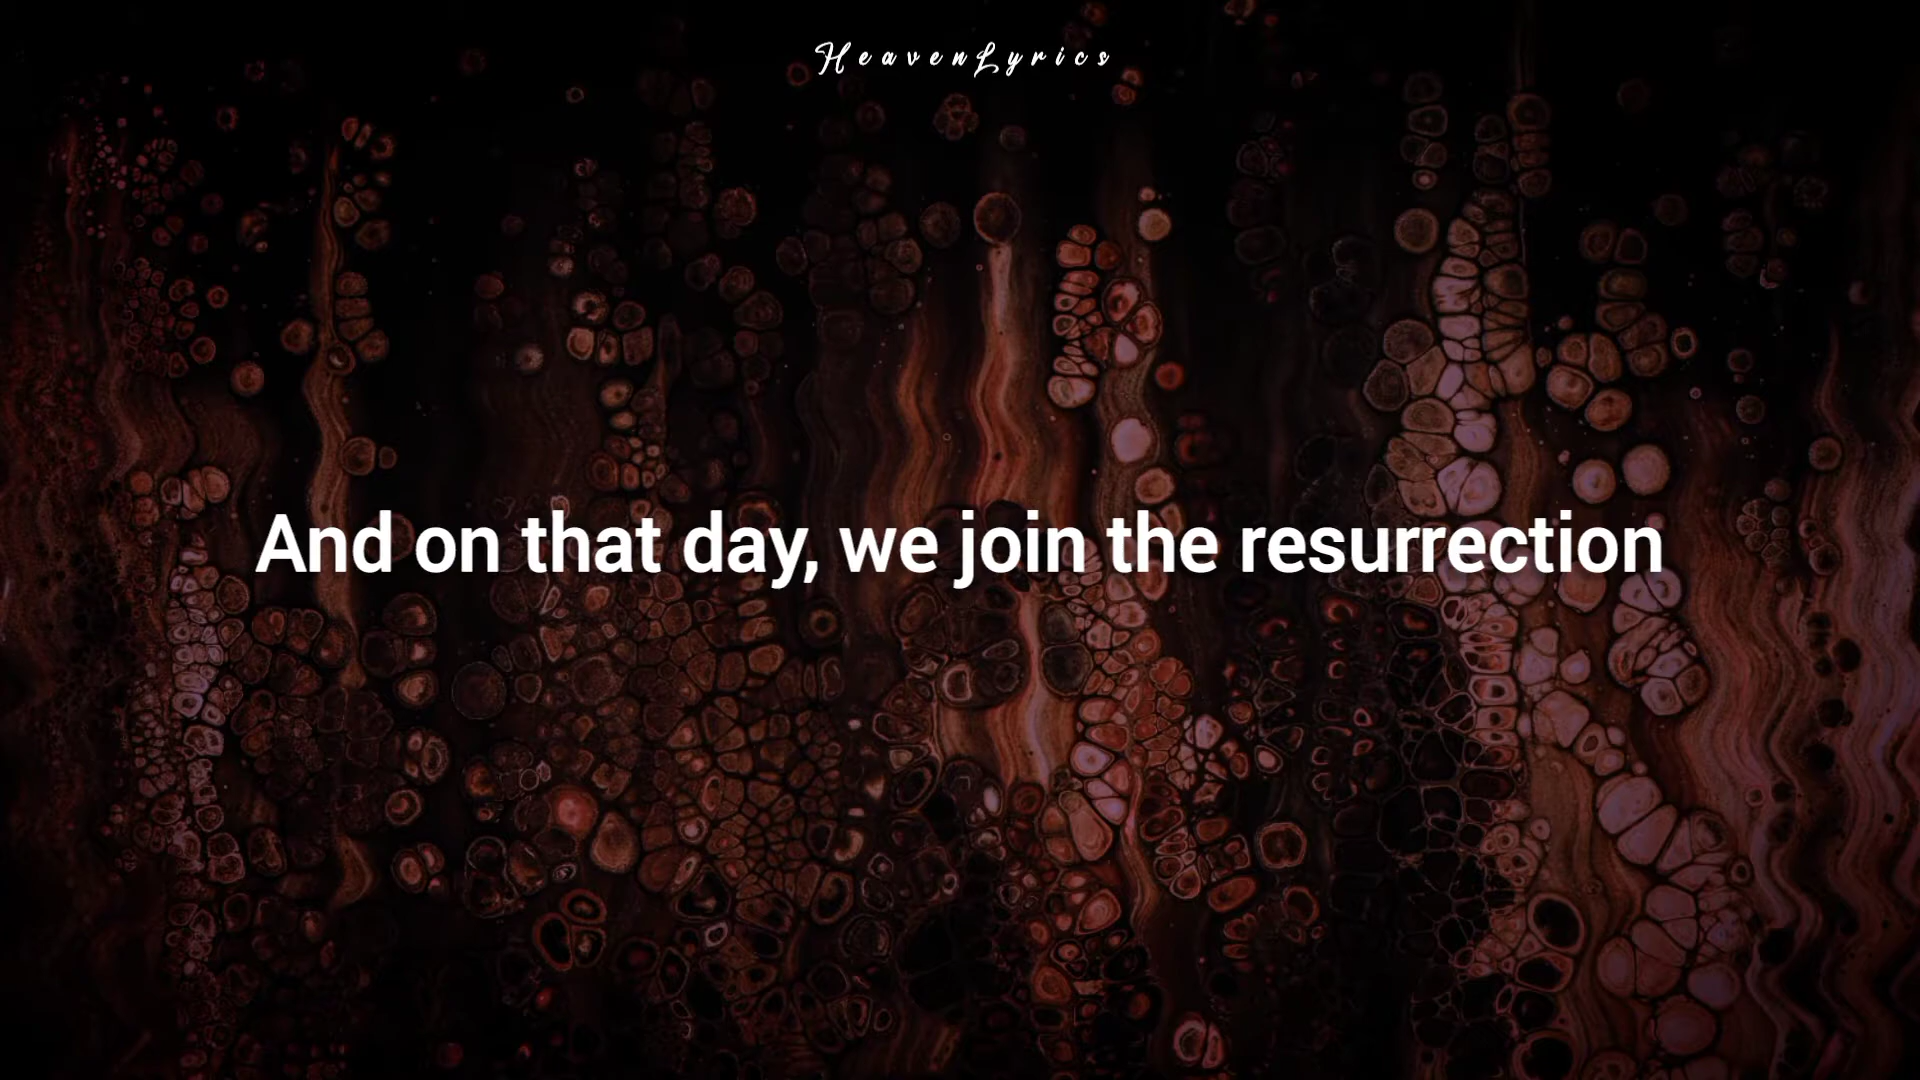 HeavenLyrics
And on that day, we join the resurrection